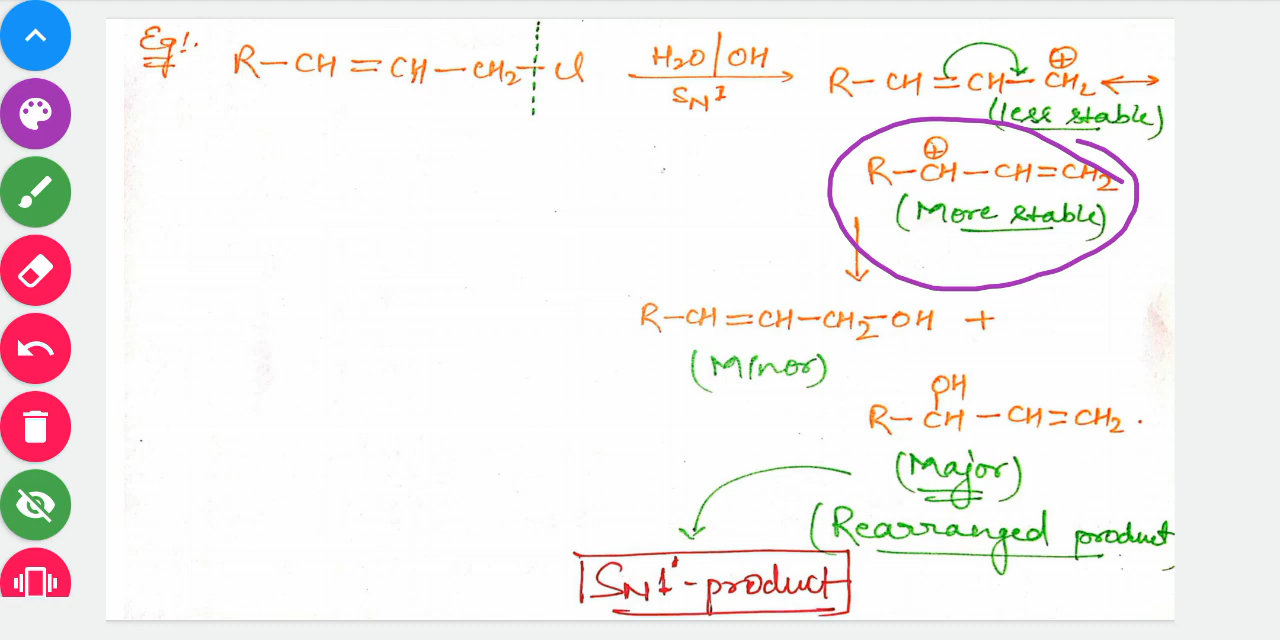 Eg!.
R-CH=CH-CH2-Cl H2O/OH SN1 R-CH=CH-CH2⊕ ↔
(less stable)
⊕
R-CH-CH=CH2
(More stable)
R-CH=CH-CH2-OH +
(Minor)
OH
R-CH-CH=CH2.
(Major)
(Rearranged product
SN1'-product